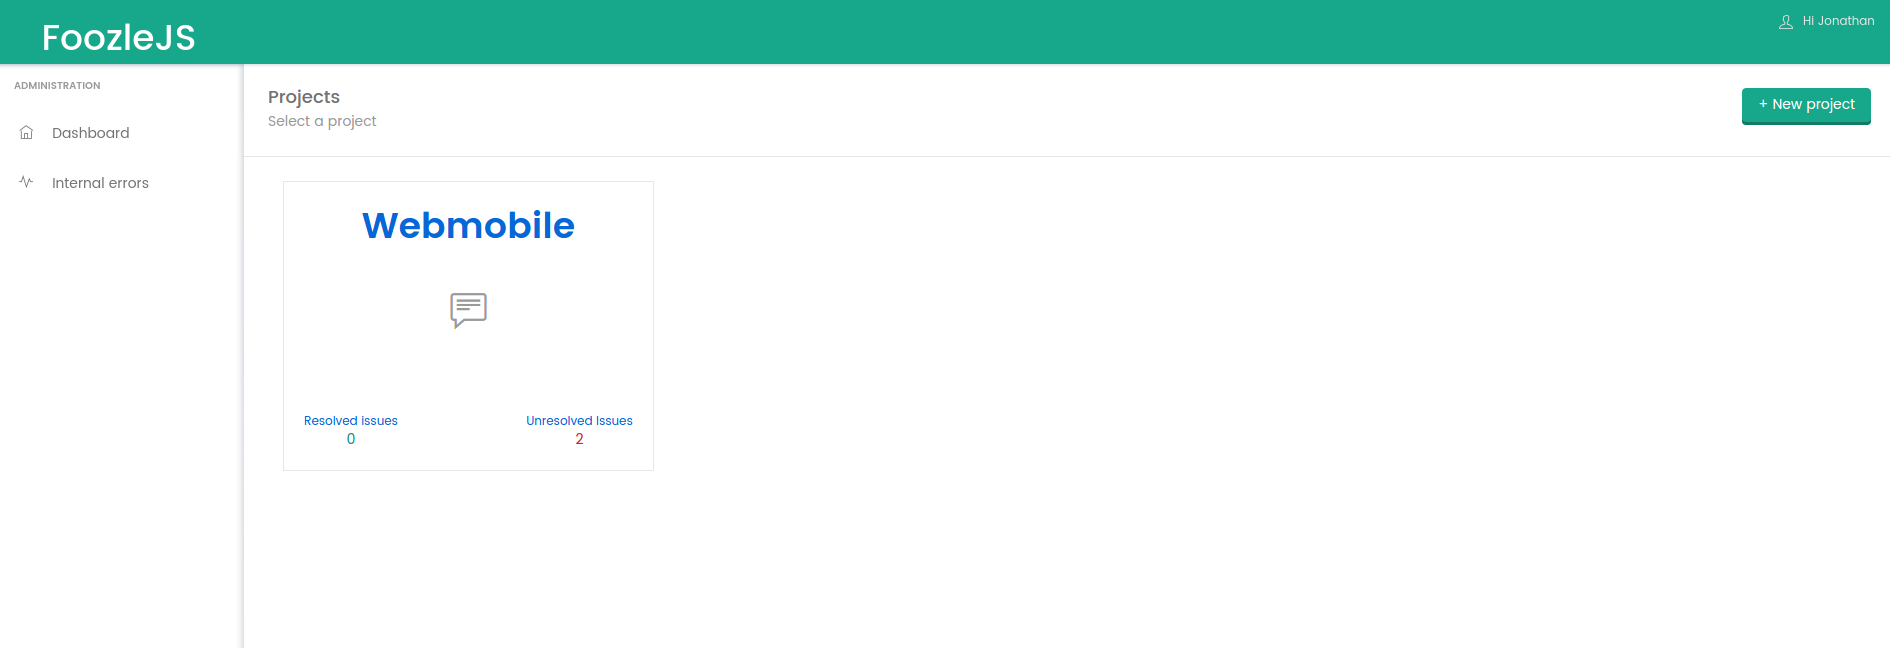 FoozleJS
Hi Jonathan
ADMINISTRATION
Dashboard
Internal errors
Projects
Select a project
+ New project
Webmobile
Resolved issues
0
Unresolved Issues
2